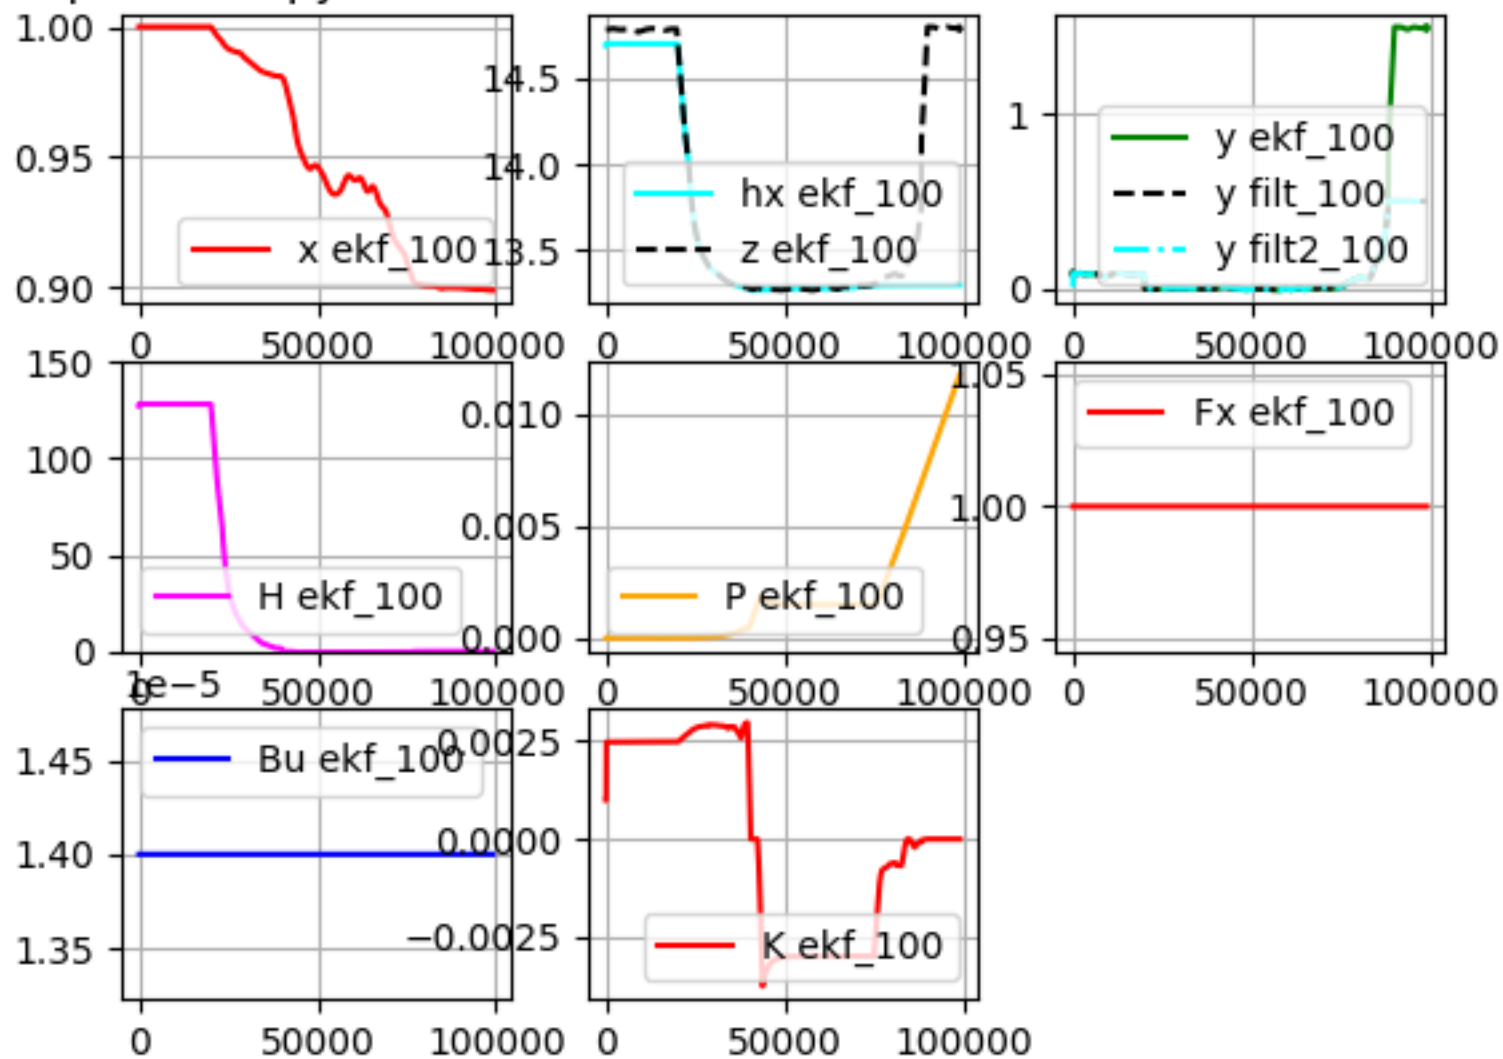 1.00
0.95
0.90
x ekf_100
0 50000 100000
14.5
14.0
13.5
hx ekf_100
z ekf_100
0 50000 100000
1
0
y ekf_100
y filt_100
y filt2_100
0 50000 100000
150
100
50
0
H ekf_100
0 50000 100000
0.010
0.005
0.000
P ekf_100
0 50000 100000
1.05
1.00
0.95
Fx ekf_100
0 50000 100000
1e−5
1.45
1.40
1.35
Bu ekf_100
0 50000 100000
0.0025
0.0000
−0.0025
K ekf_100
0 50000 100000